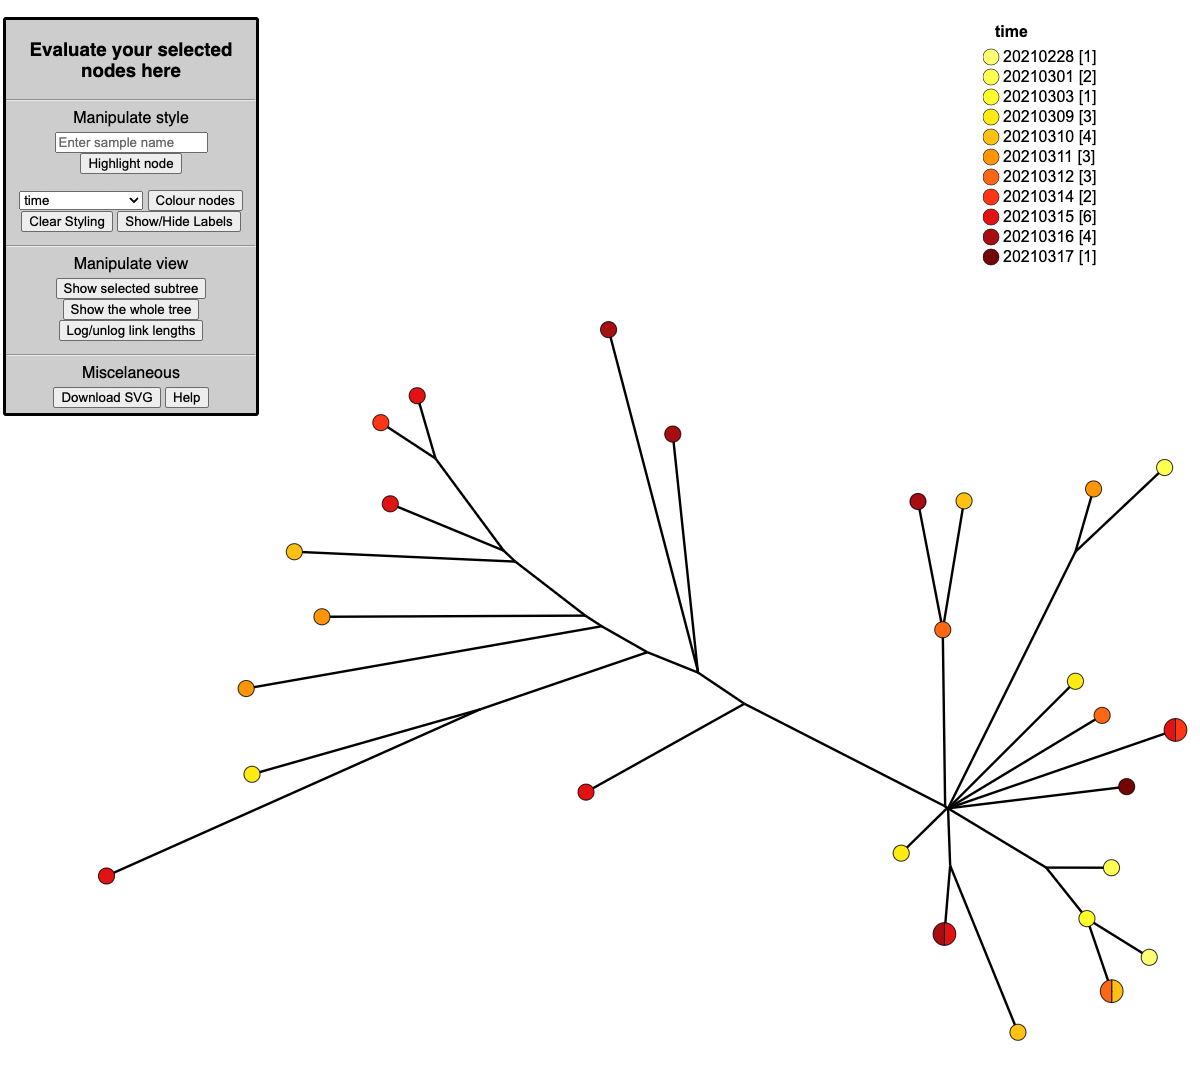 Evaluate your selected
nodes here
Manipulate style
Enter sample name
Highlight node
time Colour nodes
Clear Styling Show/Hide Labels
Manipulate view
Show selected subtree
Show the whole tree
Log/unlog link lengths
Miscelaneous
Download SVG Help
time
20210228 [1]
20210301 [2]
20210303 [1]
20210309 [3]
20210310 [4]
20210311 [3]
20210312 [3]
20210314 [2]
20210315 [6]
20210316 [4]
20210317 [1]